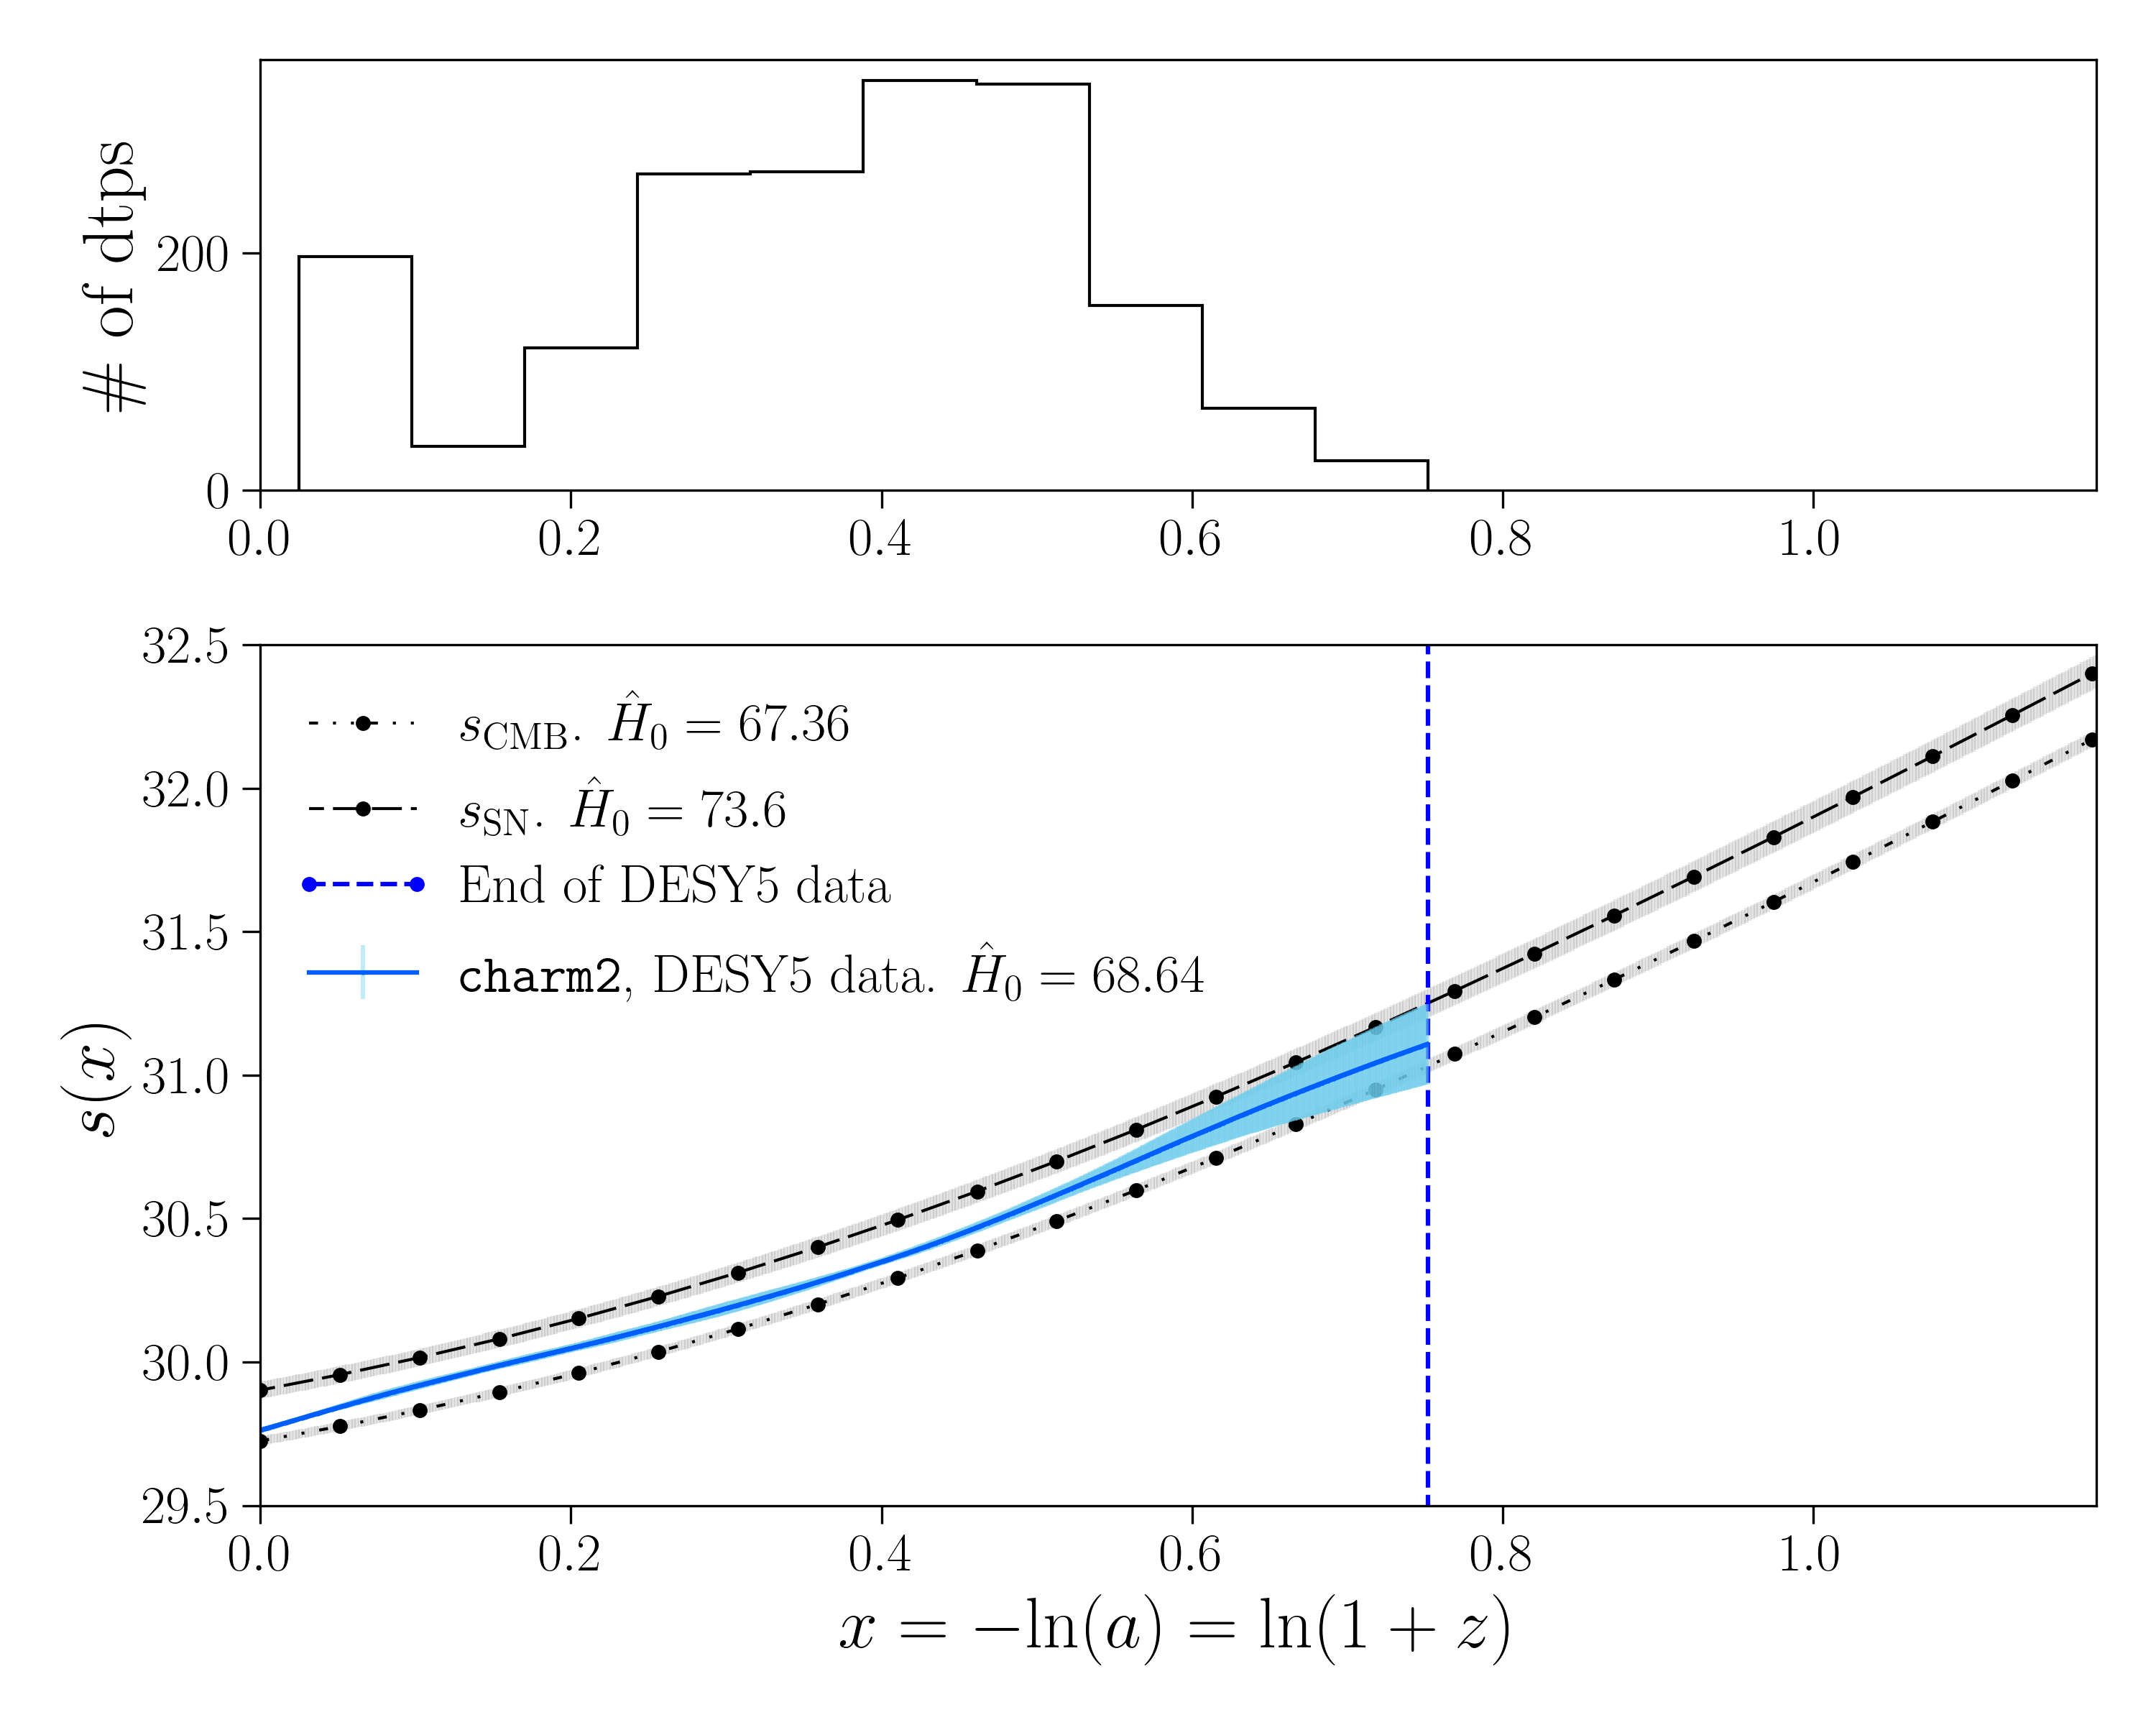 # of dtps
200
0
0.0 0.2 0.4 0.6 0.8 1.0
s(x)
32.5
32.0
31.5
31.0
30.5
30.0
29.5
s_CMB. Ĥ₀ = 67.36
s_SN. Ĥ₀ = 73.6
End of DESY5 data
charm2, DESY5 data. Ĥ₀ = 68.64
0.0 0.2 0.4 0.6 0.8 1.0
x = −ln(a) = ln(1 + z)